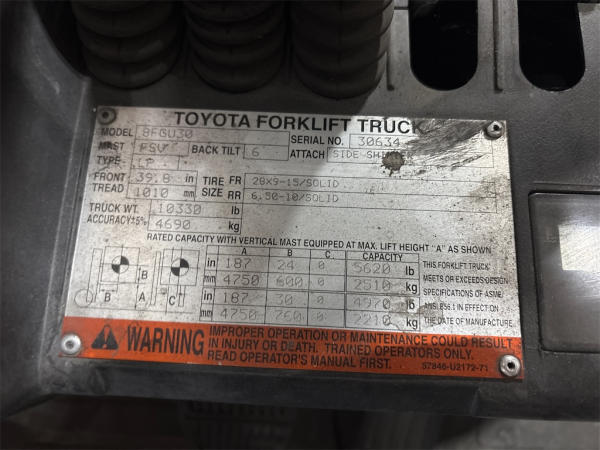 TOYOTA FORKLIFT TRUCK
MODEL 8FGU30 SERIAL NO. 30634
MAST FSV BACK TILT 6 ATTACH SIDE
TYPE LP
FRONT 39.8 in TIRE FR 28X9-15/SOLID
TREAD 1010 mm SIZE RR 6.50-10/SOLID
TRUCK WT. 10330 lb
ACCURACY±5% 4690 kg
RATED CAPACITY WITH VERTICAL MAST EQUIPPED AT MAX. LIFT HEIGHT "A" AS SHOWN
A B C CAPACITY
in 187 24 0 5620 lb THIS FORKLIFT TRUCK
mm 4750 600 0 2510 kg MEETS OR EXCEEDS DESIGN
SPECIFICATIONS OF ASME
in 187 30 0 4970 lb ANSI,B56.1 IN EFFECT ON
mm 4750 760 0 2210 kg THE DATE OF MANUFACTURE.
B
B A C
WARNING
IMPROPER OPERATION OR MAINTENANCE COULD RESULT
IN INJURY OR DEATH. TRAINED OPERATORS ONLY.
READ OPERATOR'S MANUAL FIRST.
57846-U2172-71